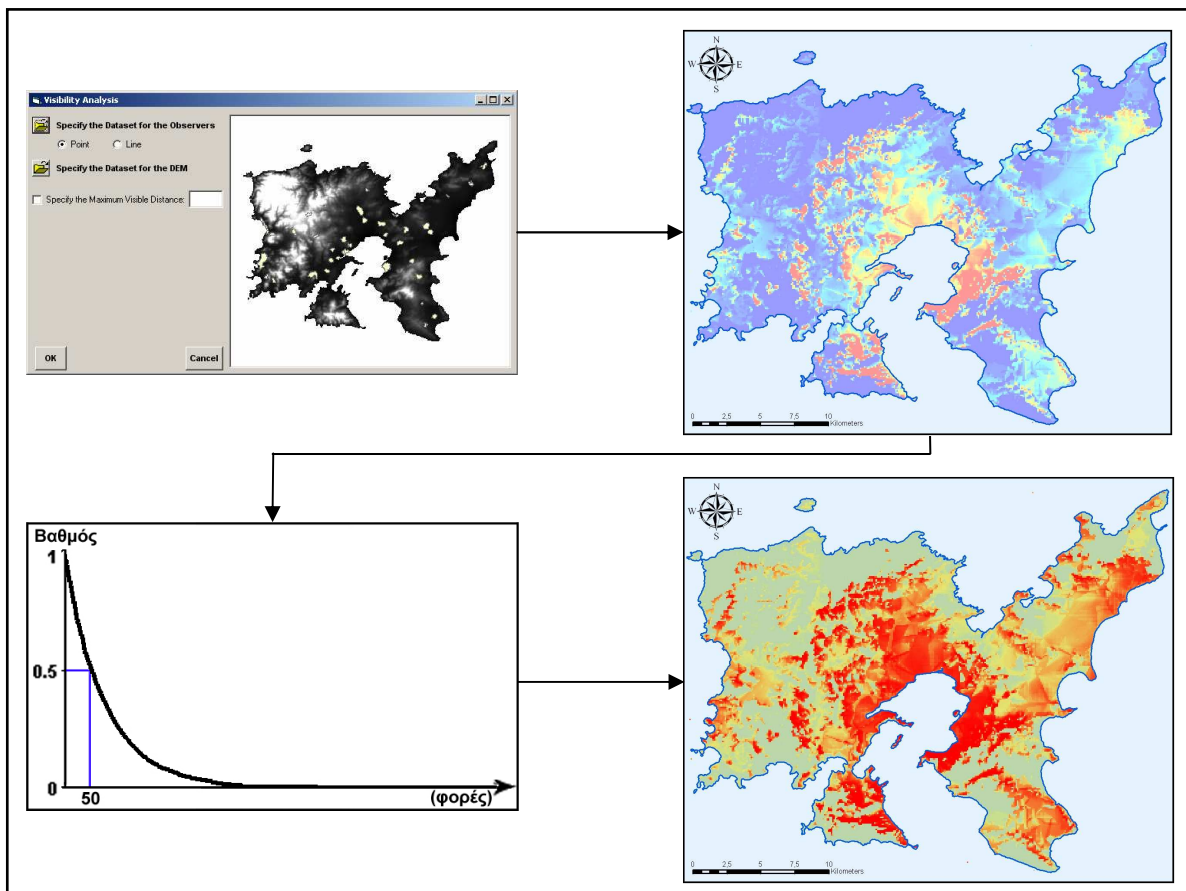 Visibility Analysis
Specify the Dataset for the Observers
Point Line
Specify the Dataset for the DEM
Specify the Maximum Visible Distance:
OK Cancel
N
W E
S
0 2,5 5 7,5 10
Kilometers
Βαθμός
1
0.5
0
50 (φορές)
N
W E
S
0 2,5 5 7,5 10
Kilometers